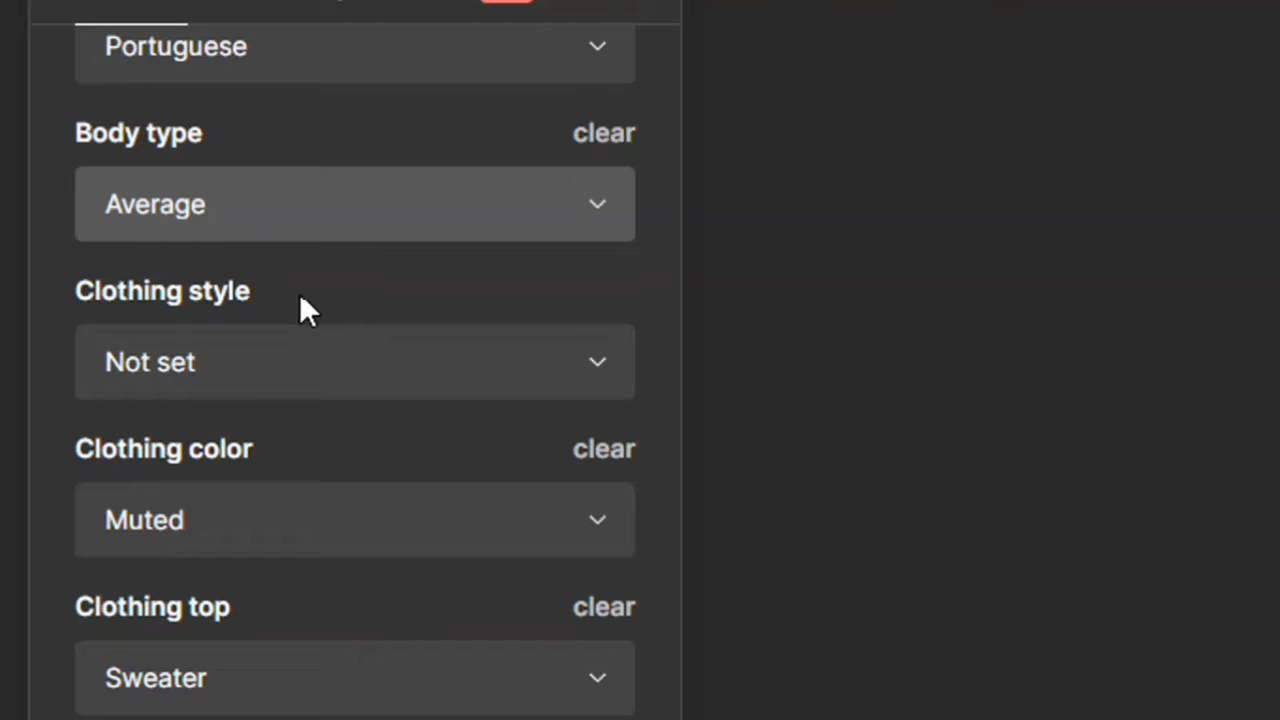 Portuguese
Body type clear
Average
Clothing style
Not set
Clothing color clear
Muted
Clothing top clear
Sweater